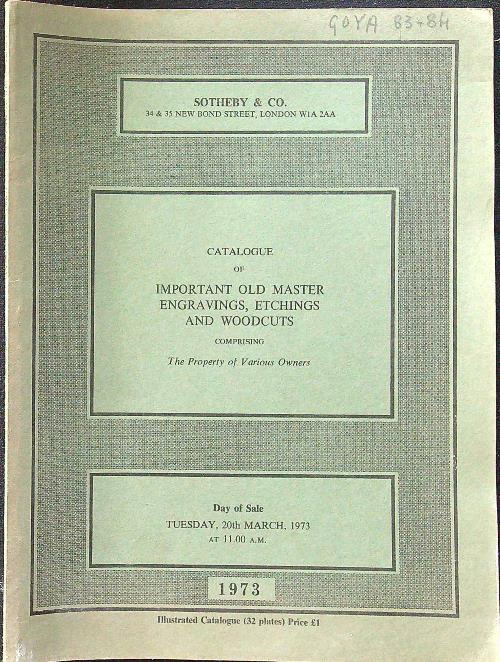 GOYA 83+84
SOTHEBY & CO.
34 & 35 NEW BOND STREET, LONDON W1A 2AA
CATALOGUE
OF
IMPORTANT OLD MASTER
ENGRAVINGS, ETCHINGS
AND WOODCUTS
COMPRISING
The Property of Various Owners
Day of Sale
TUESDAY, 20th MARCH, 1973
AT 11.00 A.M.
1973
Illustrated Catalogue (32 plates) Price £1